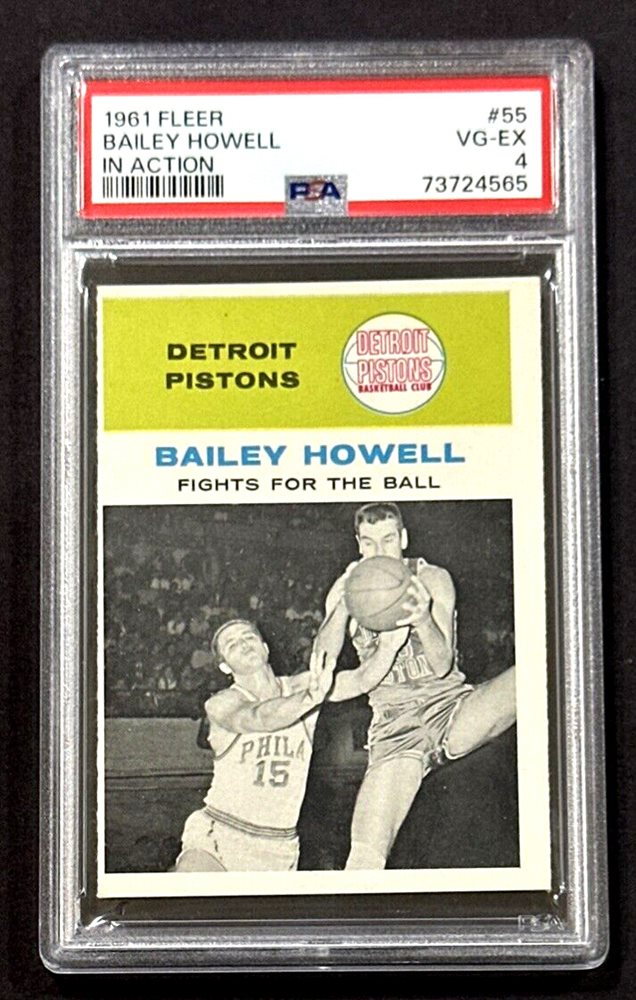 1961 FLEER #55
BAILEY HOWELL VG-EX
IN ACTION 4
73724565
PSA
DETROIT
PISTONS
DETROIT
PISTONS
BASKETBALL CLUB
BAILEY HOWELL
FIGHTS FOR THE BALL
PHILA
15